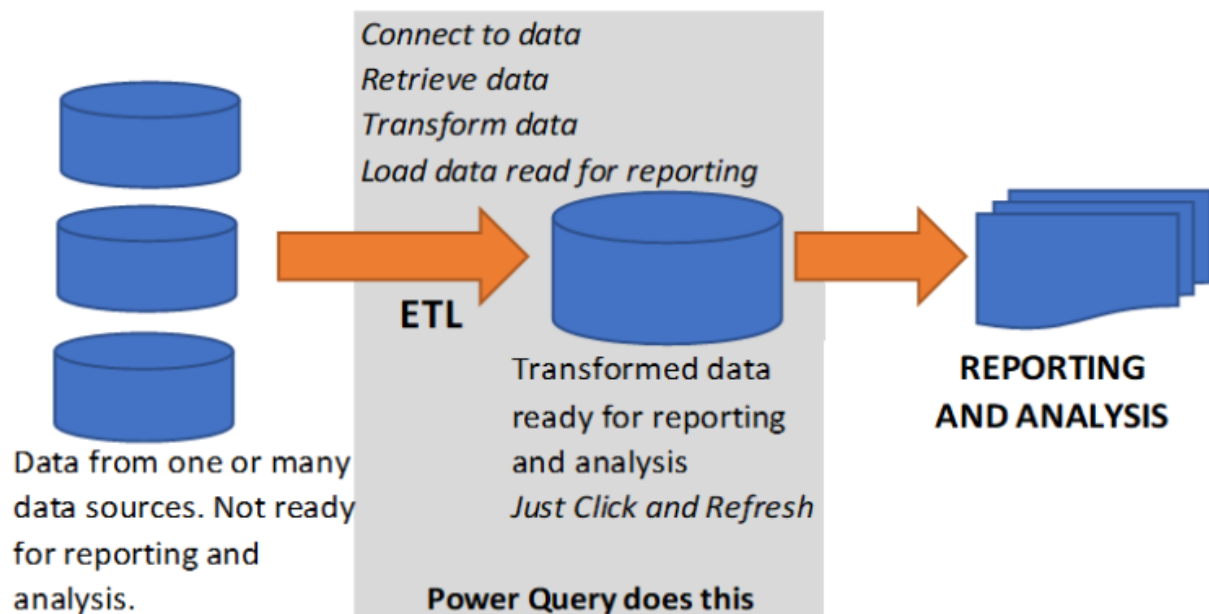 Connect to data
Retrieve data
Transform data
Load data read for reporting
ETL
Transformed data
ready for reporting
and analysis
Just Click and Refresh
REPORTING
AND ANALYSIS
Data from one or many
data sources. Not ready
for reporting and
analysis.
Power Query does this